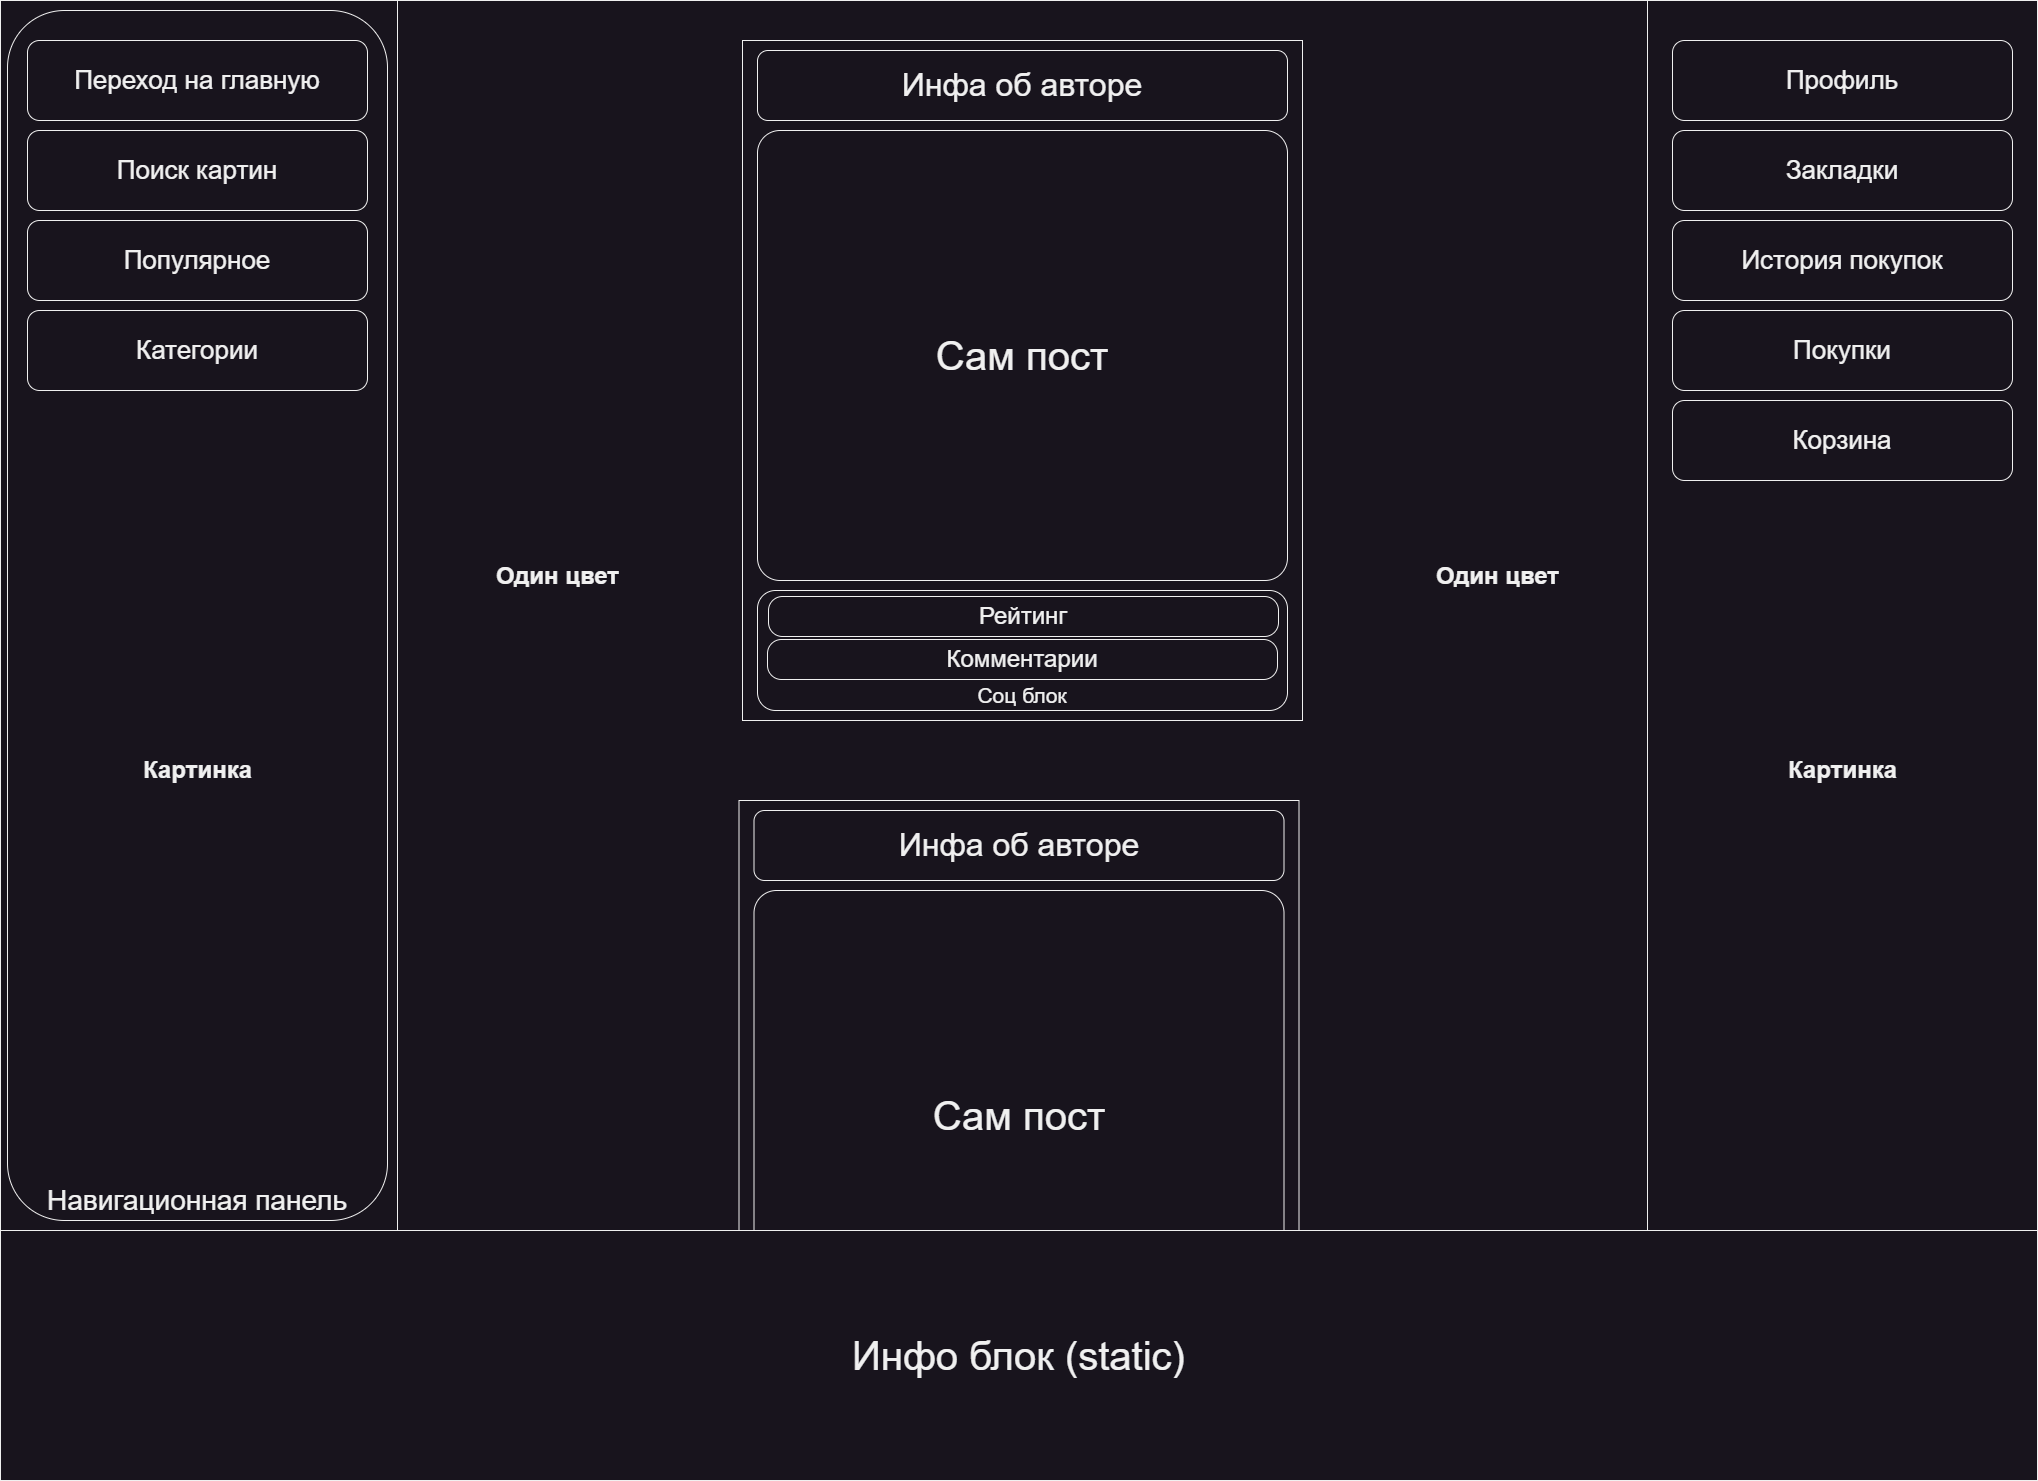 Переход на главную
Поиск картин
Популярное
Категории
Картинка
Навигационная панель
Один цвет
Инфа об авторе
Сам пост
Рейтинг
Комментарии
Соц блок
Инфа об авторе
Сам пост
Один цвет
Профиль
Закладки
История покупок
Покупки
Корзина
Картинка
Инфо блок (static)